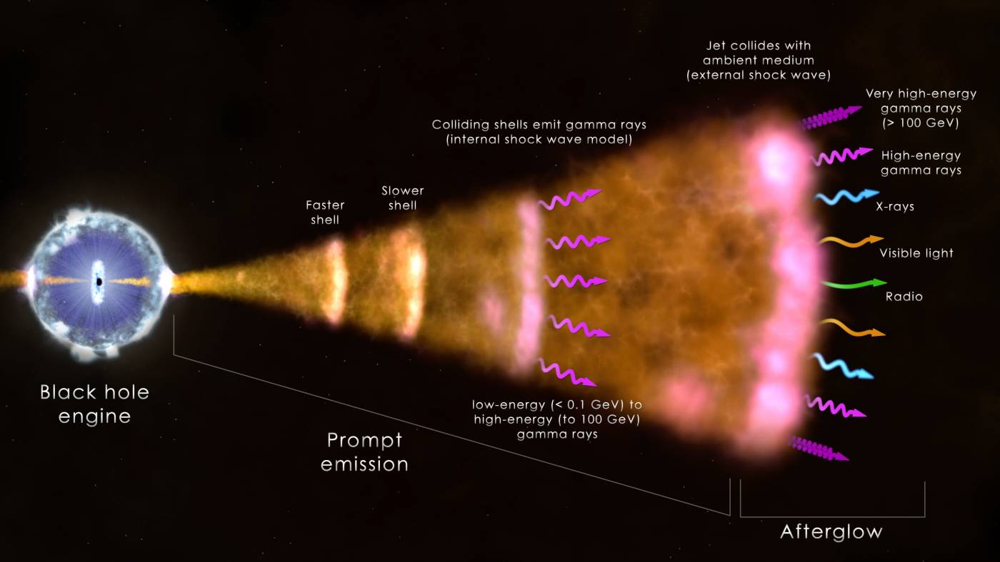 Jet collides with
ambient medium
(external shock wave)
Very high-energy
gamma rays
(> 100 GeV)
Colliding shells emit gamma rays
(internal shock wave model)
High-energy
gamma rays
Slower
shell
Faster
shell
X-rays
Visible light
Radio
Black hole
engine
low-energy (< 0.1 GeV) to
high-energy (to 100 GeV)
gamma rays
Prompt
emission
Afterglow